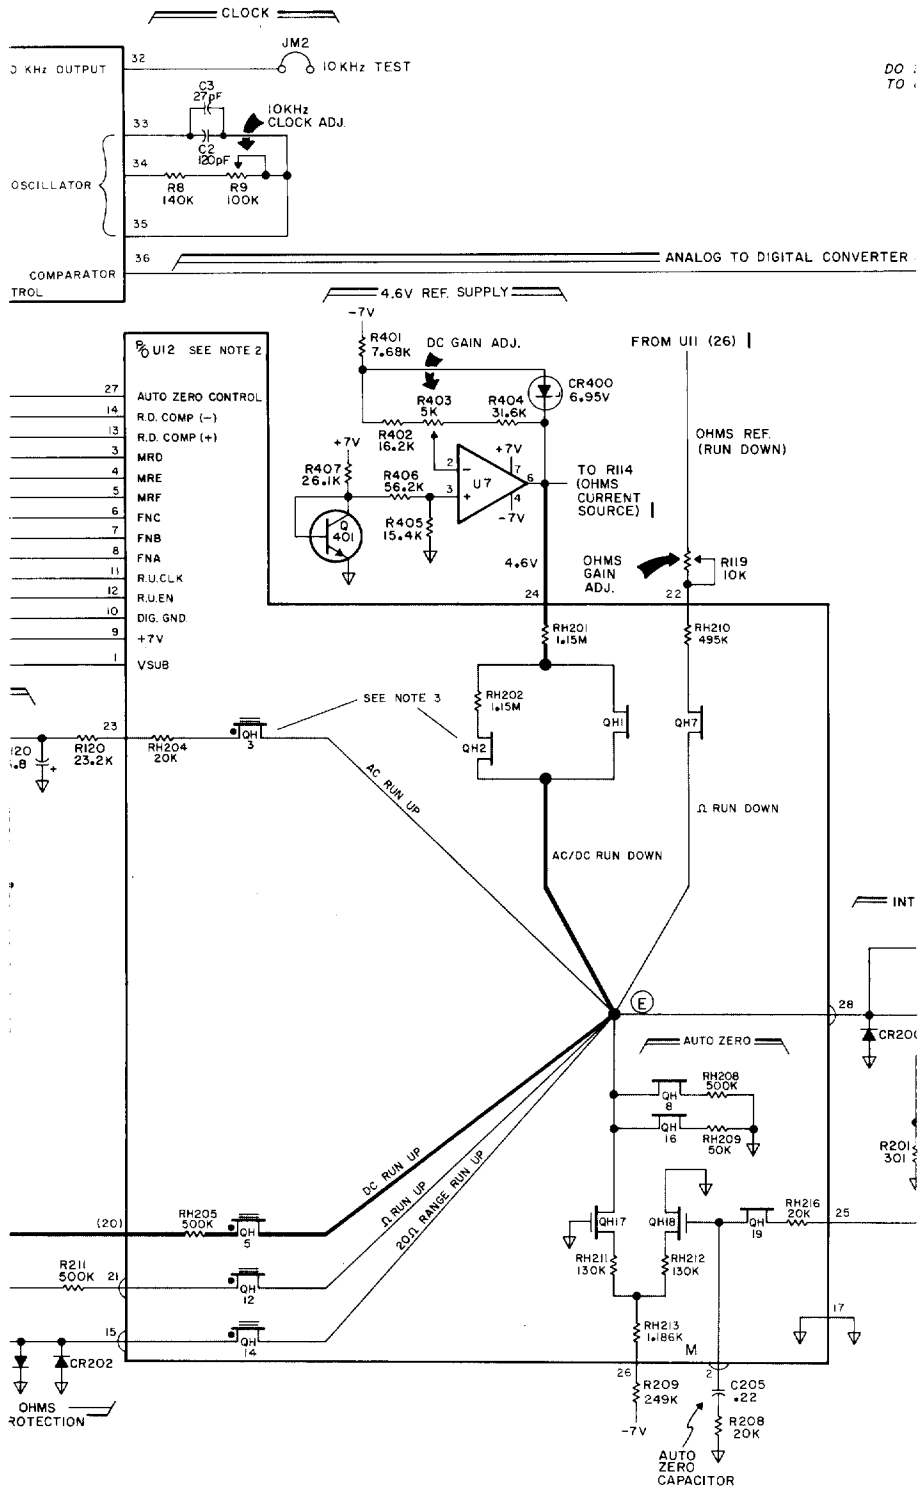 CLOCK
32
JM2
KHz OUTPUT
10KHz TEST
DO
TO
C3
27pF
33
10KHz
CLOCK ADJ.
C2
120pF
34
OSCILLATOR
R8
140K
R9
100K
35
36
ANALOG TO DIGITAL CONVERTER
COMPARATOR
TROL
4.6V REF. SUPPLY
-7V
P/O U12 SEE NOTE 2
R401
7.68K
DC GAIN ADJ.
FROM U11 (26)
CR400
6.95V
27 AUTO ZERO CONTROL
14 R.D. COMP (-)
13 R.D. COMP (+)
3 MRD
4 MRE
5 MRF
6 FNC
7 FNB
8 FNA
11 R.U.CLK
12 R.U.EN
10 DIG. GND.
9 +7V
1 VSUB
R403
5K
R404
31.6K
R402
16.2K
OHMS REF.
(RUN DOWN)
+7V
+7V
R407
26.1K
R406
56.2K
2
-
7
6
U7
3
+
4
-7V
TO R114
(OHMS
CURRENT
SOURCE)
Q
401
R405
15.4K
4.6V
OHMS
GAIN
ADJ.
R119
10K
24
22
RH201
1.15M
RH210
495K
SEE NOTE 3
RH202
1.15M
QH1
QH7
QH2
23
R120
23.2K
RH204
20K
QH
3
+
AC RUN UP
Ω RUN DOWN
AC/DC RUN DOWN
INT
E
28
AUTO ZERO
CR200
RH208
500K
QH
8
QH
16
RH209
50K
R201
301
DC RUN UP
Ω RUN UP
20Ω RANGE RUN UP
(20)
RH205
500K
QH
5
QH17
QH18
QH
19
RH216
20K
25
RH211
130K
RH212
130K
R211
500K
21
QH
12
RH213
1.186K
17
15
QH
14
M
CR202
26
2
R209
249K
C205
.22
OHMS
ROTECTION
-7V
R208
20K
AUTO
ZERO
CAPACITOR